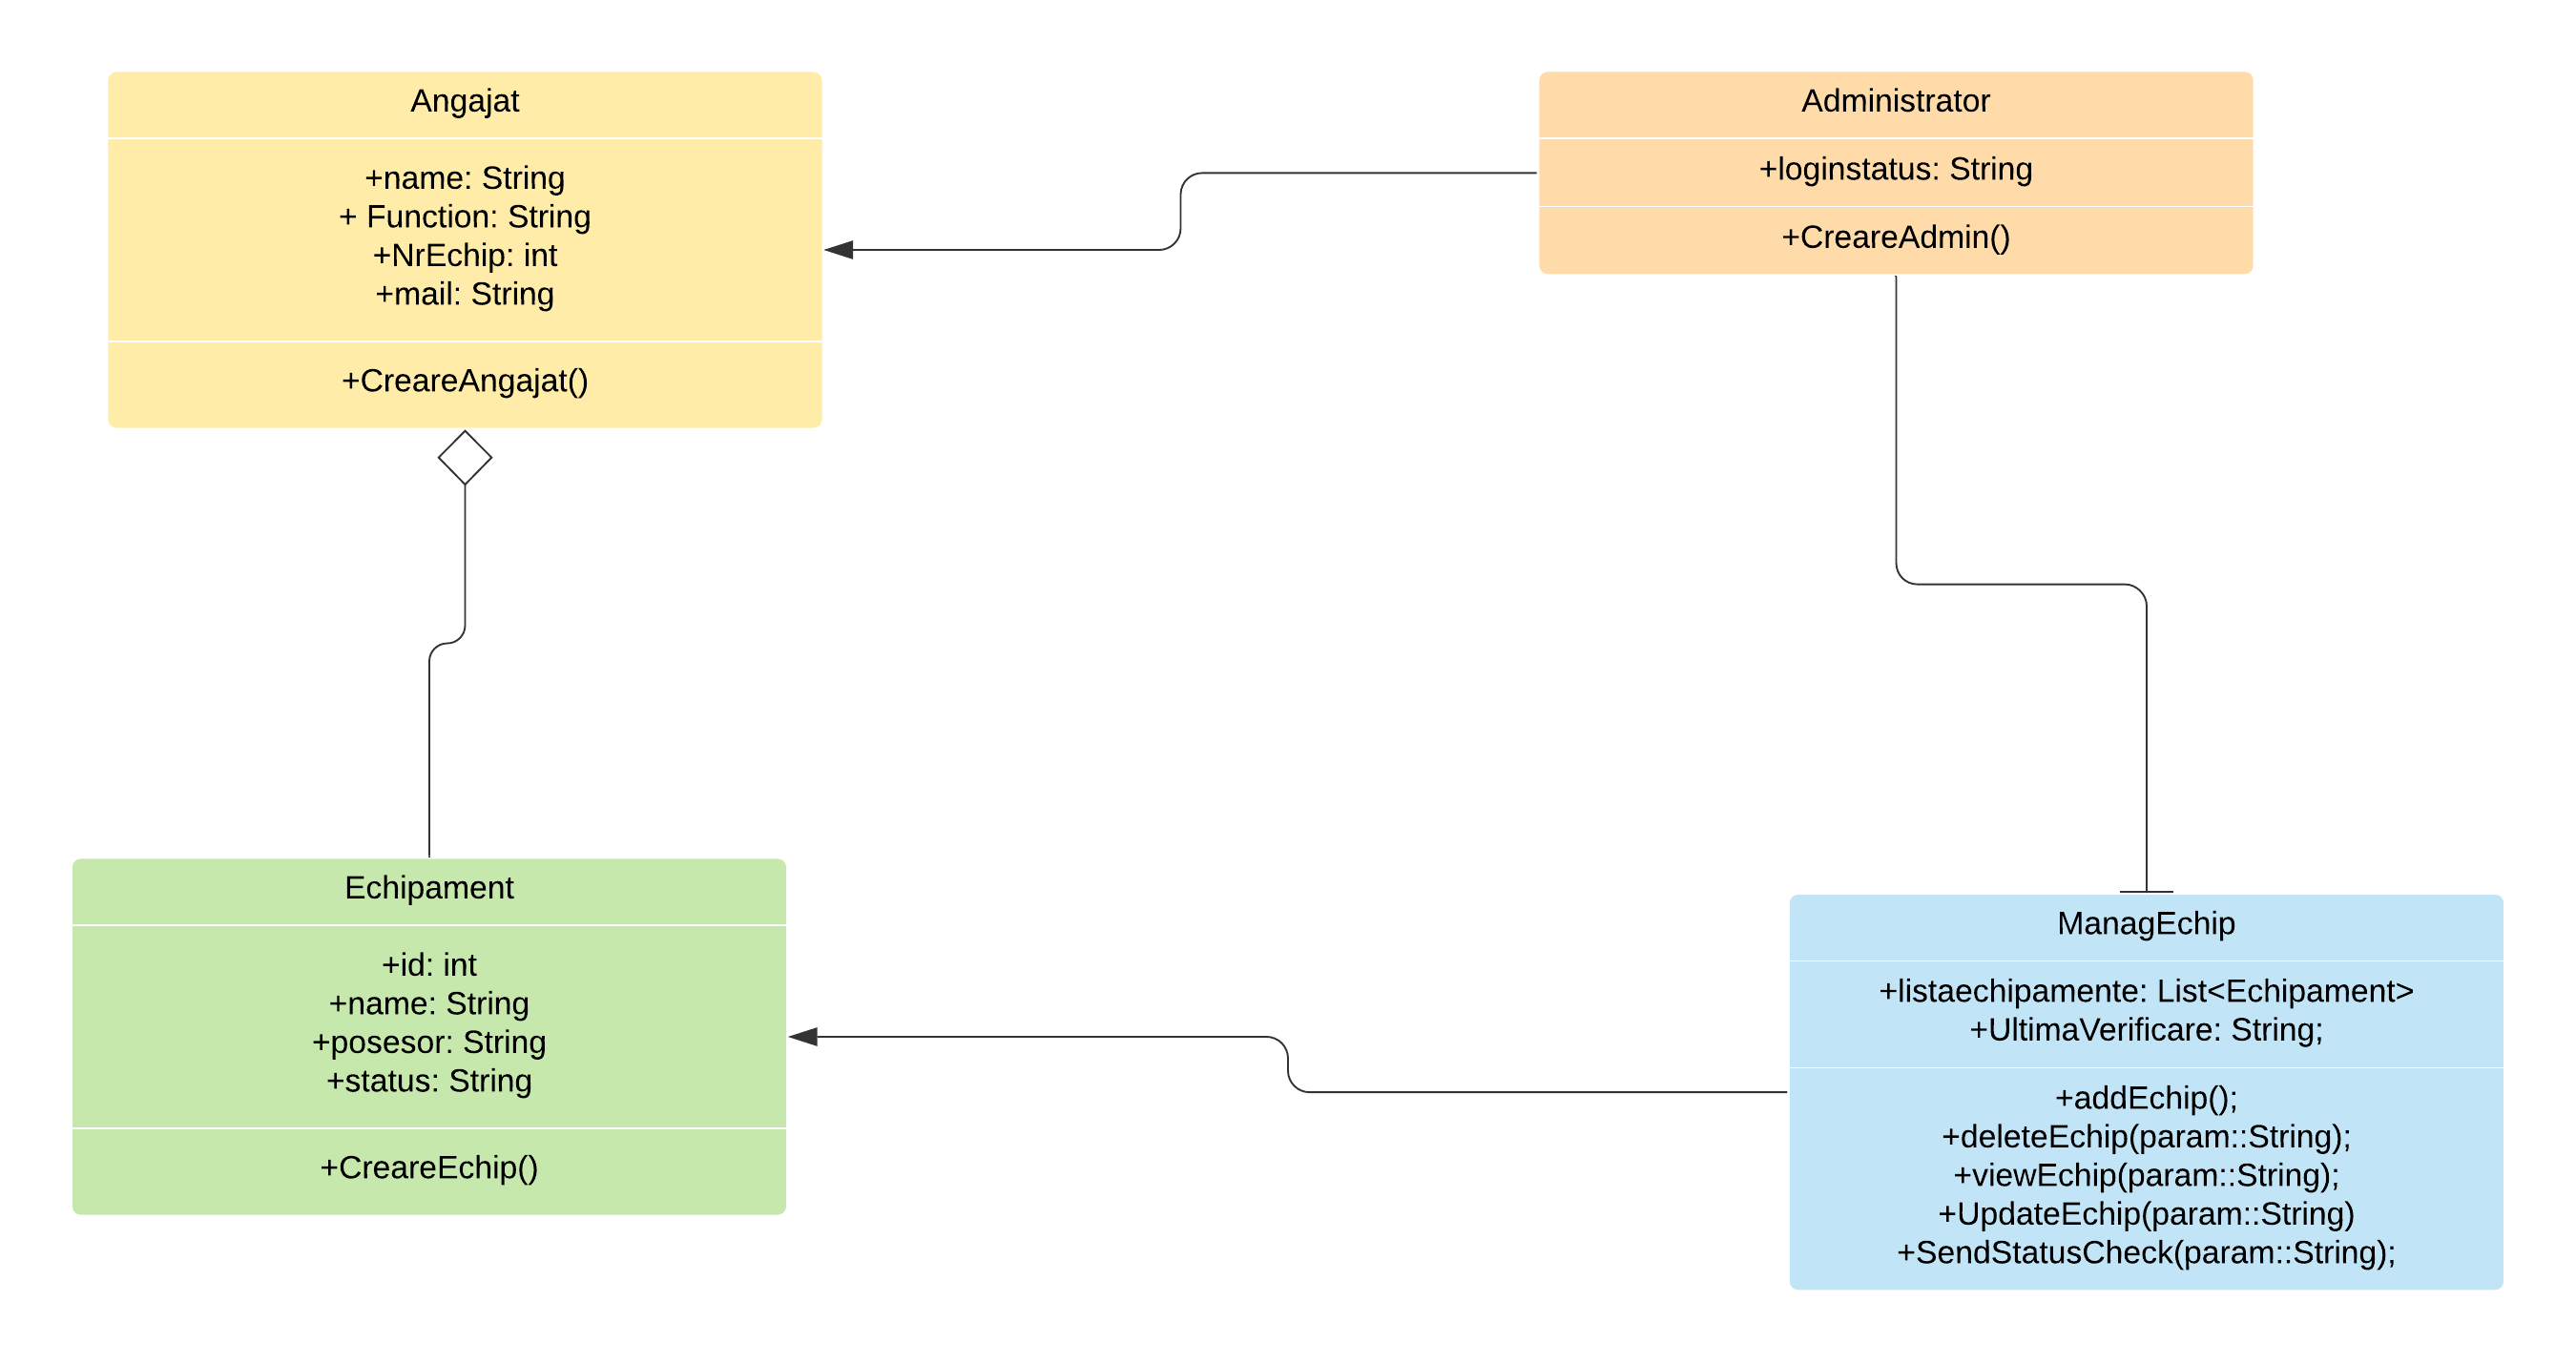 Angajat
+name: String
+ Function: String
+NrEchip: int
+mail: String
+CreareAngajat()
Administrator
+loginstatus: String
+CreareAdmin()
Echipament
+id: int
+name: String
+posesor: String
+status: String
+CreareEchip()
ManagEchip
+listaechipamente: List<Echipament>
+UltimaVerificare: String;
+addEchip();
+deleteEchip(param::String);
+viewEchip(param::String);
+UpdateEchip(param::String)
+SendStatusCheck(param::String);